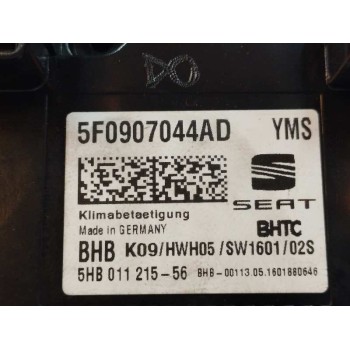 DO
5F0907044AD YMS
SEAT
Klimabetaetigung
Made in GERMANY
BHTC
BHB K09/HWH05/SW1601/02S
5HB 011 215-56 BHB-00113.05.1601880646